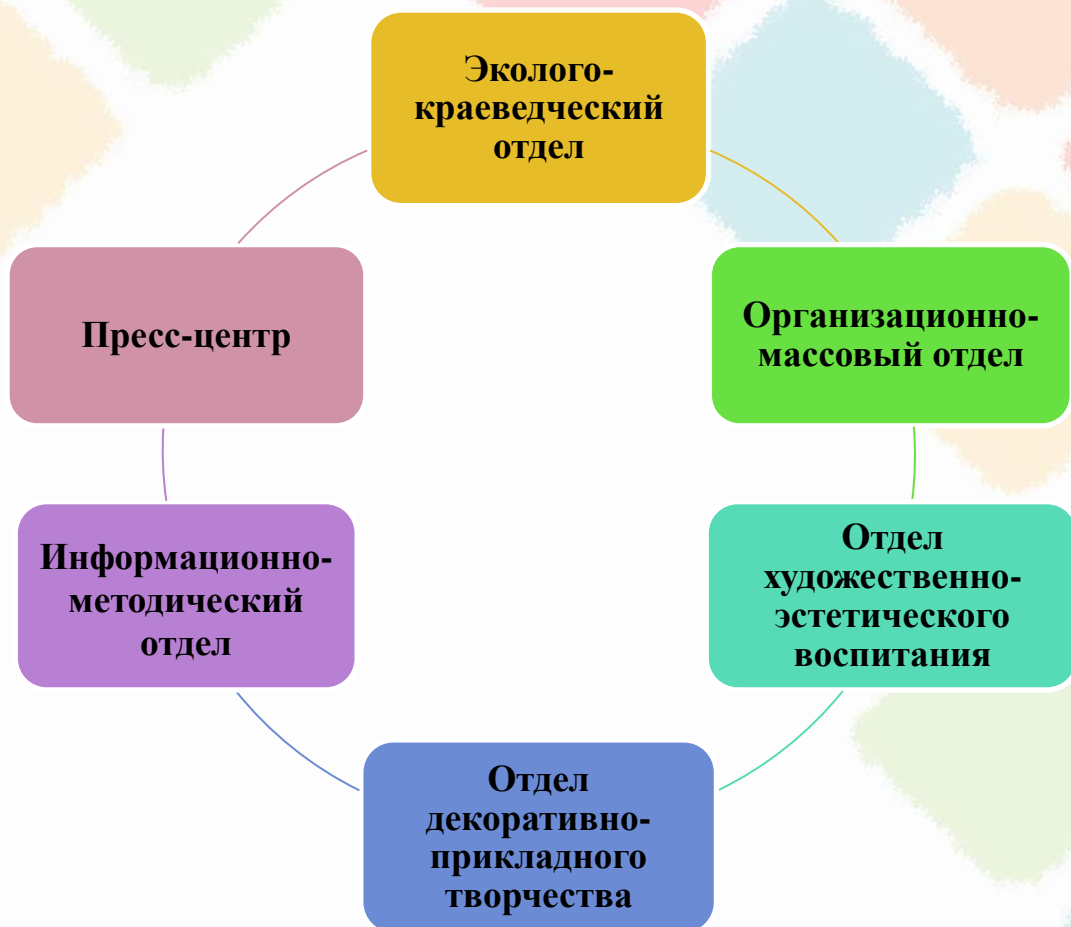 Эколого-
краеведческий
отдел
Организационно-
массовый отдел
Отдел
художественно-
эстетического
воспитания
Отдел
декоративно-
прикладного
творчества
Информационно-
методический
отдел
Пресс-центр